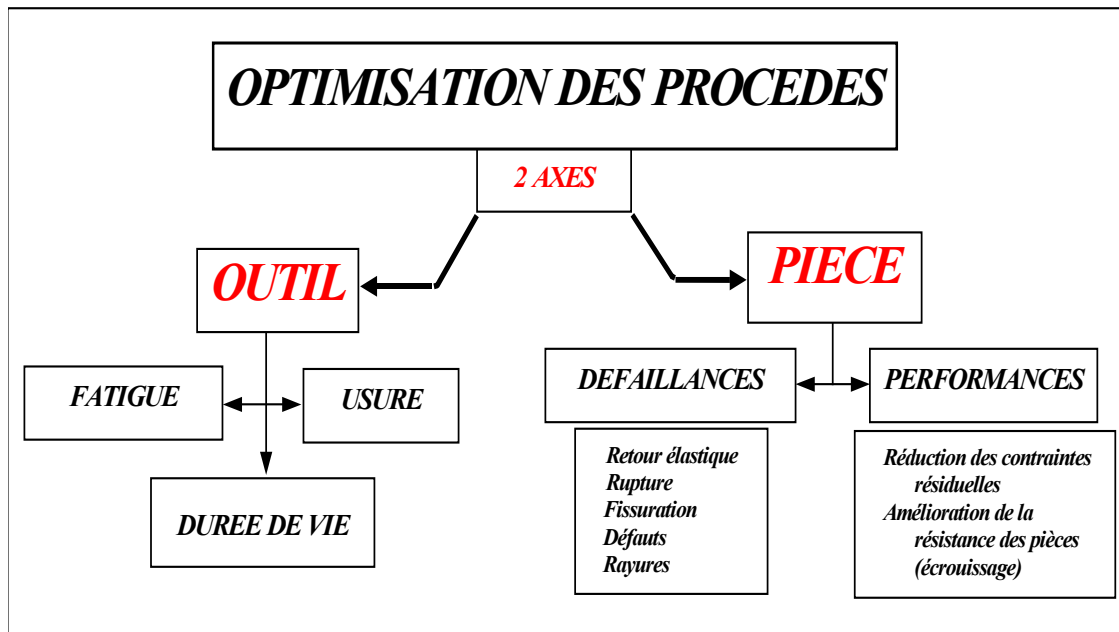 OPTIMISATION DES PROCEDES
2 AXES
OUTIL
PIECE
FATIGUE
USURE
DUREE DE VIE
DEFAILLANCES
PERFORMANCES
Retour élastique
Rupture
Fissuration
Défauts
Rayures
Réduction des contraintes
résiduelles
Amélioration de la
résistance des pièces
(écrouissage)